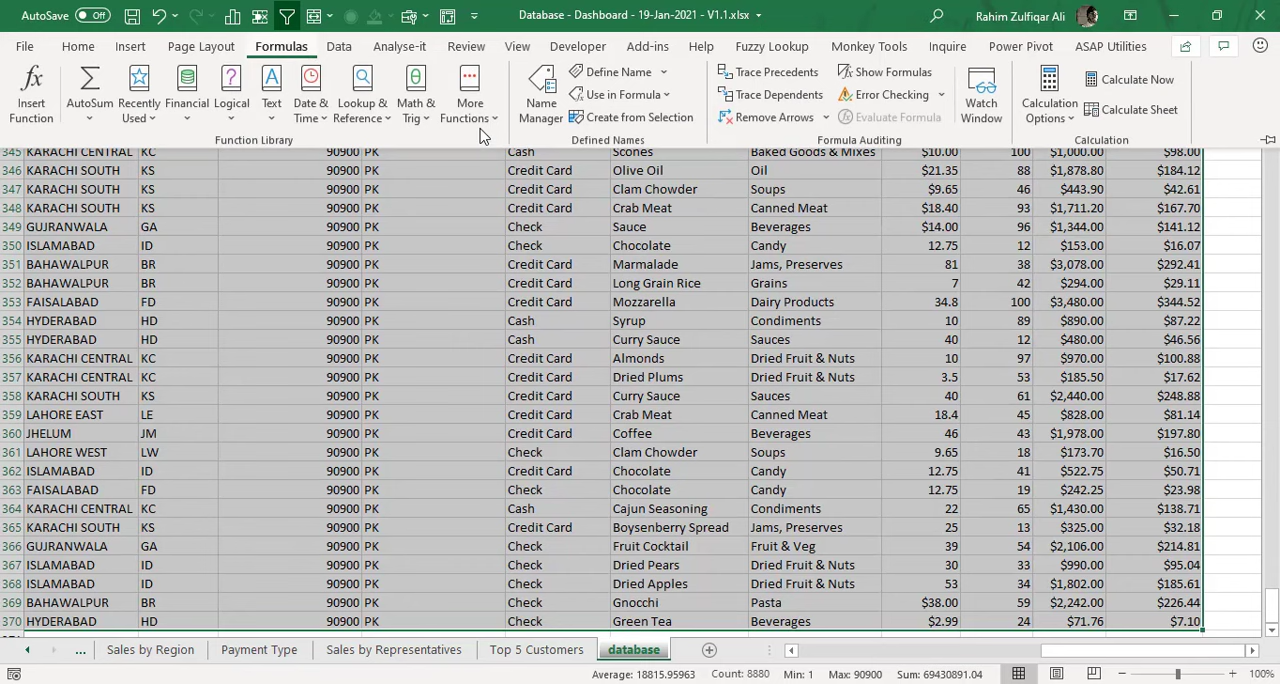 AutoSave Off
Database - Dashboard - 19-Jan-2021 - V1.1.xlsx
Rahim Zulfiqar Ali
File Home Insert Page Layout Formulas Data Analyse-it Review View Developer Add-ins Help Fuzzy Lookup Monkey Tools Inquire Power Pivot ASAP Utilities
Insert Function
AutoSum
Recently Used
Financial
Logical
Text
Date & Time
Lookup & Reference
Math & Trig
More Functions
Function Library
Name Manager
Define Name
Use in Formula
Create from Selection
Defined Names
Trace Precedents
Trace Dependents
Remove Arrows
Show Formulas
Error Checking
Evaluate Formula
Formula Auditing
Watch Window
Calculation Options
Calculate Now
Calculate Sheet
Calculation
345 KARACHI CENTRAL KC 90900 PK Cash Scones Baked Goods & Mixes $10.00 100 $1,000.00 $98.00
346 KARACHI SOUTH KS 90900 PK Credit Card Olive Oil Oil $21.35 88 $1,878.80 $184.12
347 KARACHI SOUTH KS 90900 PK Credit Card Clam Chowder Soups $9.65 46 $443.90 $42.61
348 KARACHI SOUTH KS 90900 PK Credit Card Crab Meat Canned Meat $18.40 93 $1,711.20 $167.70
349 GUJRANWALA GA 90900 PK Check Sauce Beverages $14.00 96 $1,344.00 $141.12
350 ISLAMABAD ID 90900 PK Check Chocolate Candy 12.75 12 $153.00 $16.07
351 BAHAWALPUR BR 90900 PK Credit Card Marmalade Jams, Preserves 81 38 $3,078.00 $292.41
352 BAHAWALPUR BR 90900 PK Credit Card Long Grain Rice Grains 7 42 $294.00 $29.11
353 FAISALABAD FD 90900 PK Credit Card Mozzarella Dairy Products 34.8 100 $3,480.00 $344.52
354 HYDERABAD HD 90900 PK Cash Syrup Condiments 10 89 $890.00 $87.22
355 HYDERABAD HD 90900 PK Cash Curry Sauce Sauces 40 12 $480.00 $46.56
356 KARACHI CENTRAL KC 90900 PK Credit Card Almonds Dried Fruit & Nuts 10 97 $970.00 $100.88
357 KARACHI CENTRAL KC 90900 PK Credit Card Dried Plums Dried Fruit & Nuts 3.5 53 $185.50 $17.62
358 KARACHI SOUTH KS 90900 PK Credit Card Curry Sauce Sauces 40 61 $2,440.00 $248.88
359 LAHORE EAST LE 90900 PK Credit Card Crab Meat Canned Meat 18.4 45 $828.00 $81.14
360 JHELUM JM 90900 PK Credit Card Coffee Beverages 46 43 $1,978.00 $197.80
361 LAHORE WEST LW 90900 PK Check Clam Chowder Soups 9.65 18 $173.70 $16.50
362 ISLAMABAD ID 90900 PK Credit Card Chocolate Candy 12.75 41 $522.75 $50.71
363 FAISALABAD FD 90900 PK Check Chocolate Candy 12.75 19 $242.25 $23.98
364 KARACHI CENTRAL KC 90900 PK Cash Cajun Seasoning Condiments 22 65 $1,430.00 $138.71
365 KARACHI SOUTH KS 90900 PK Credit Card Boysenberry Spread Jams, Preserves 25 13 $325.00 $32.18
366 GUJRANWALA GA 90900 PK Check Fruit Cocktail Fruit & Veg 39 54 $2,106.00 $214.81
367 ISLAMABAD ID 90900 PK Check Dried Pears Dried Fruit & Nuts 30 33 $990.00 $95.04
368 ISLAMABAD ID 90900 PK Check Dried Apples Dried Fruit & Nuts 53 34 $1,802.00 $185.61
369 BAHAWALPUR BR 90900 PK Check Gnocchi Pasta $38.00 59 $2,242.00 $226.44
370 HYDERABAD HD 90900 PK Check Green Tea Beverages $2.99 24 $71.76 $7.10
... Sales by Region Payment Type Sales by Representatives Top 5 Customers database
Average: 18815.95963 Count: 8880 Min: 1 Max: 90900 Sum: 69430891.04 100%